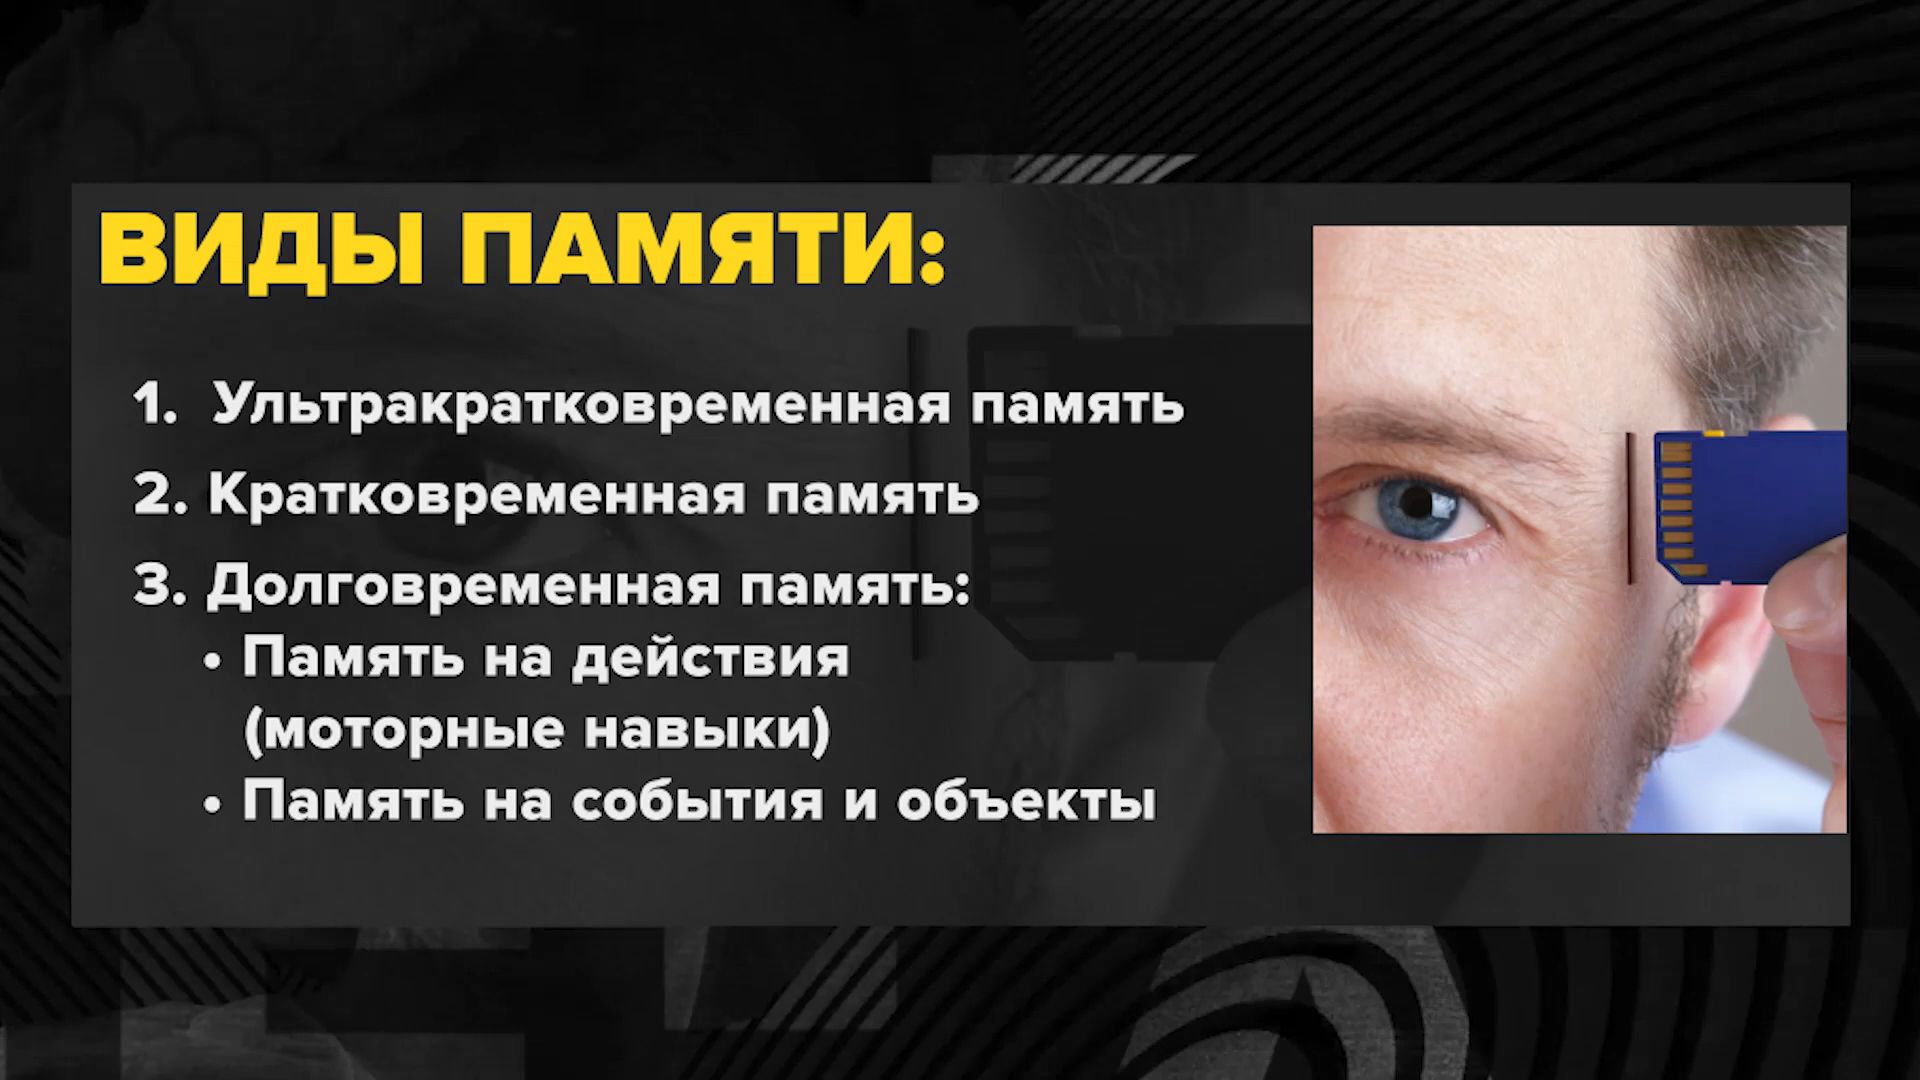 ВИДЫ ПАМЯТИ:
1. Ультракратковременная память
2. Кратковременная память
3. Долговременная память:
• Память на действия
(моторные навыки)
• Память на события и объекты